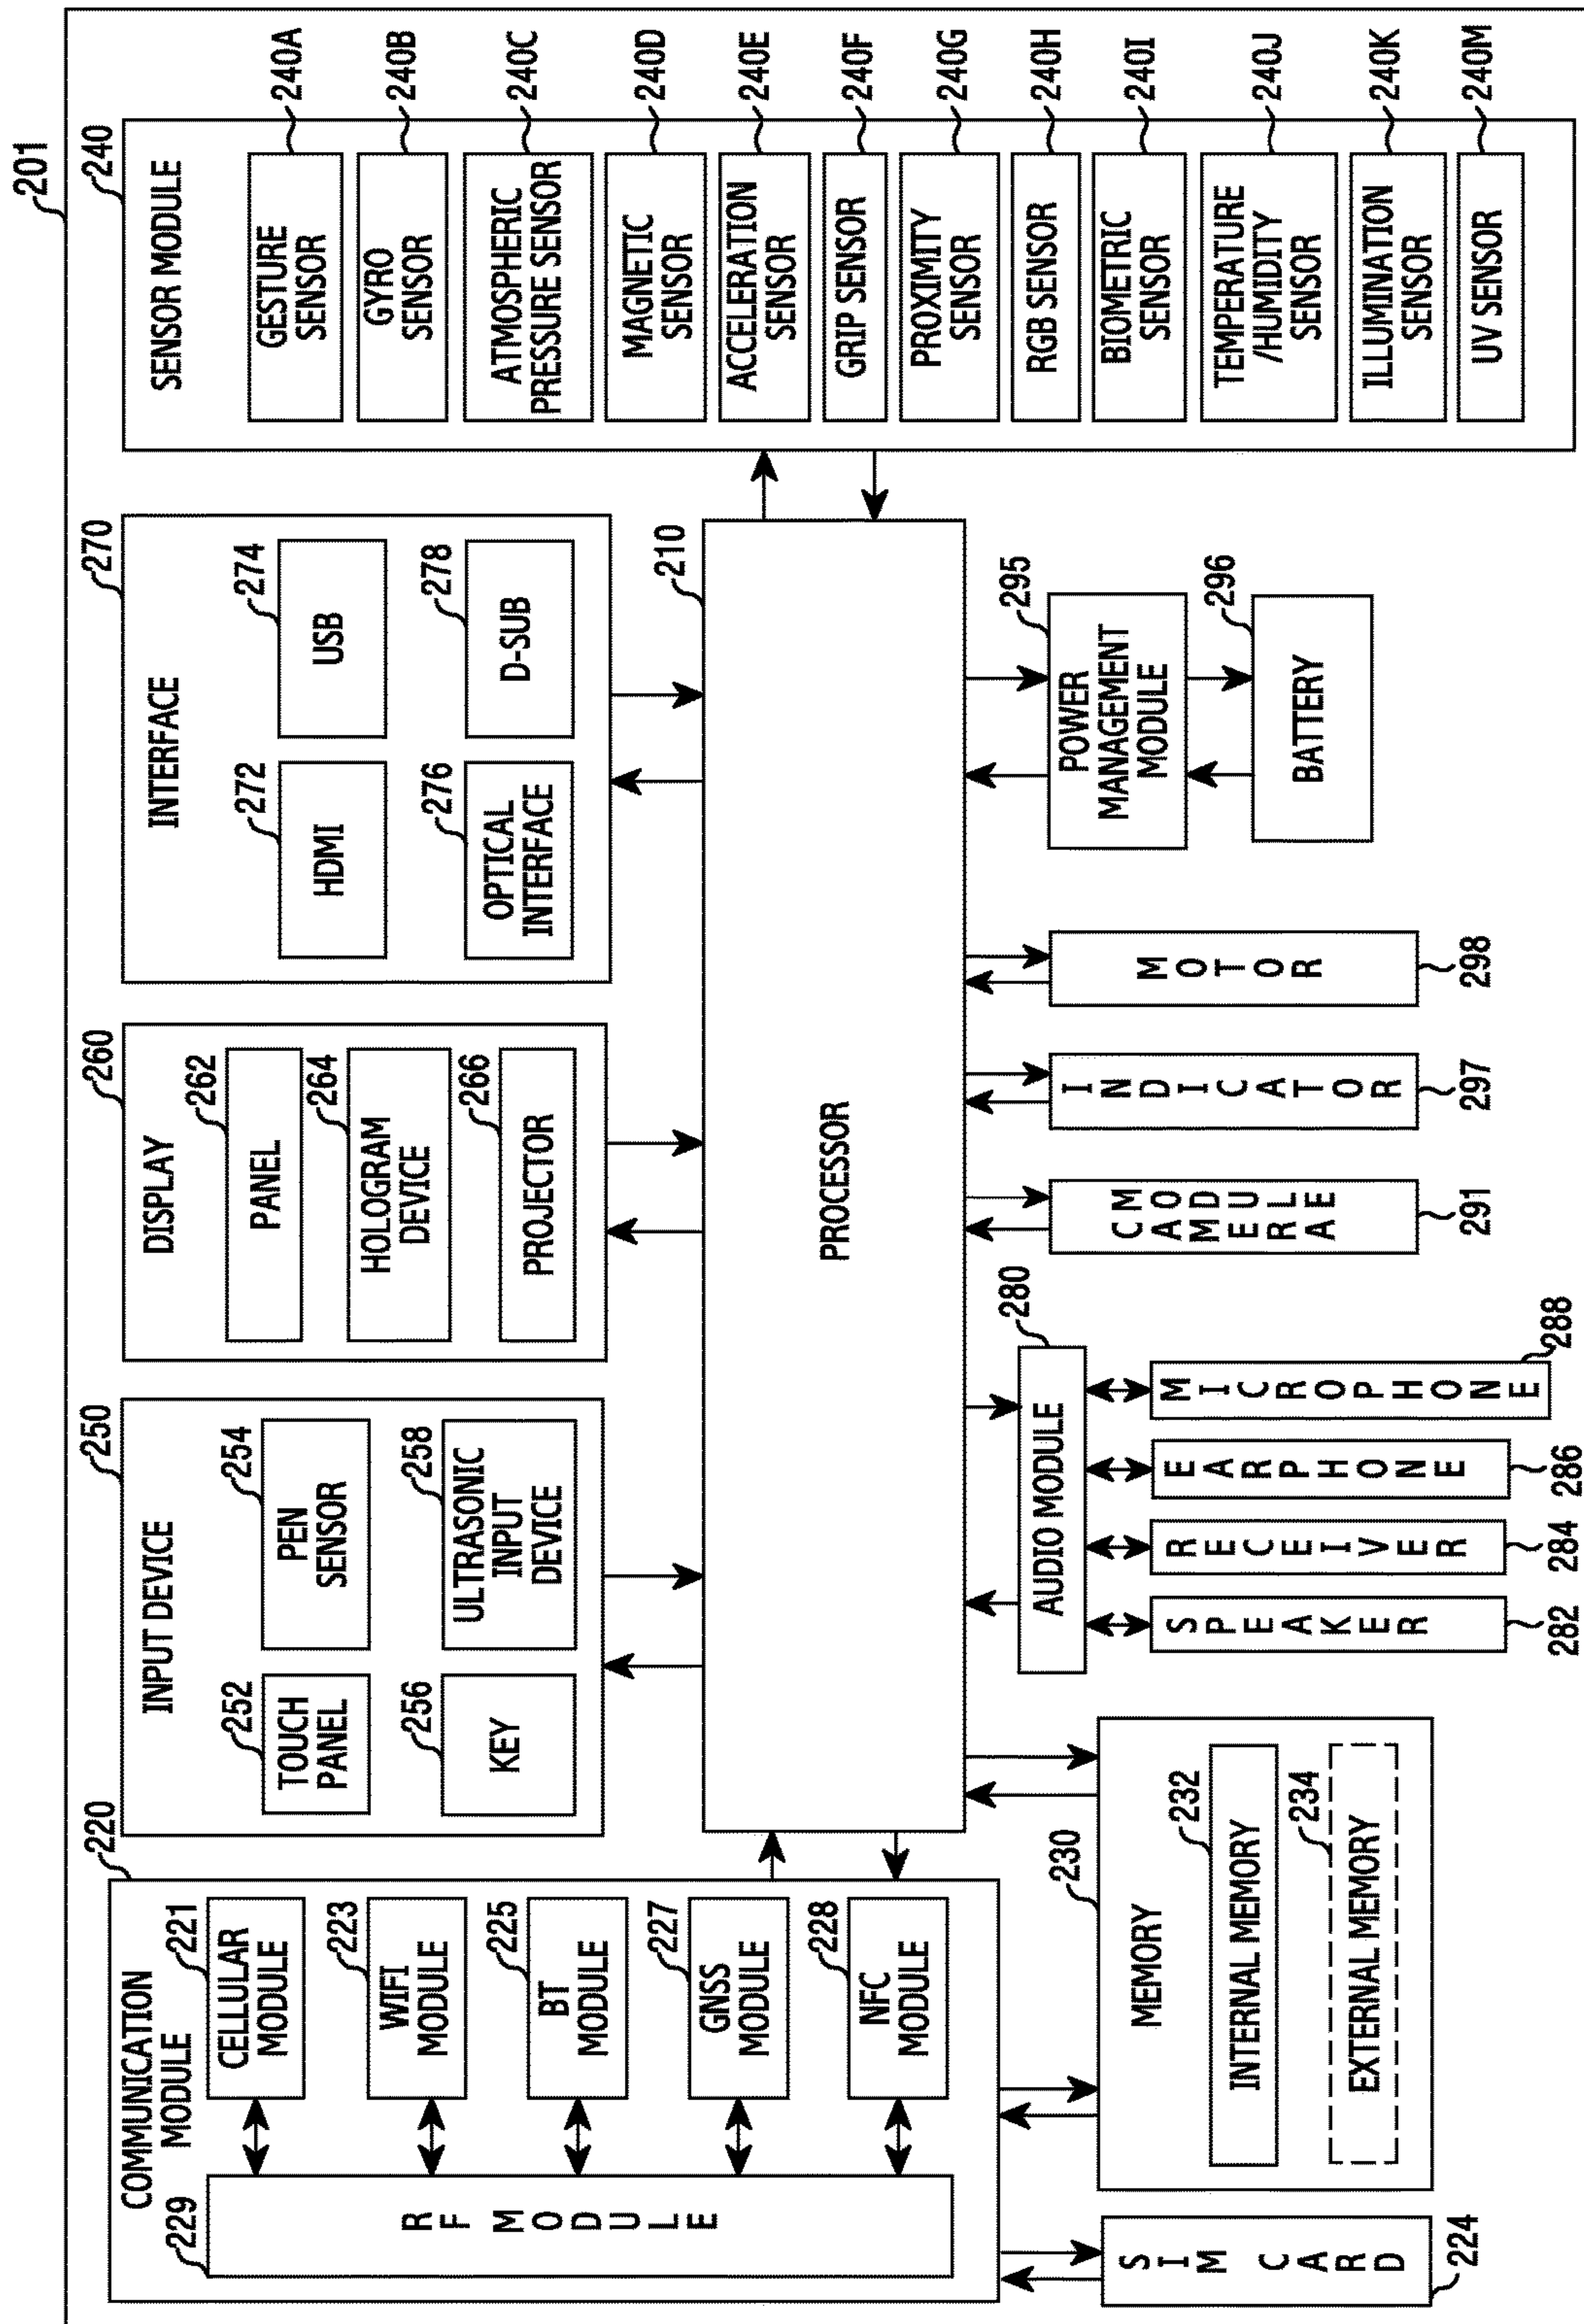 201
COMMUNICATION
MODULE
220
229
RF MODULE
221
CELLULAR
MODULE
223
WIFI
MODULE
225
BT
MODULE
227
GNSS
MODULE
228
NFC
MODULE
SIM CARD
224
INPUT DEVICE
250
252
TOUCH
PANEL
254
PEN
SENSOR
256
KEY
258
ULTRASONIC
INPUT
DEVICE
DISPLAY
260
262
PANEL
264
HOLOGRAM
DEVICE
266
PROJECTOR
INTERFACE
270
272
HDMI
274
USB
276
OPTICAL
INTERFACE
278
D-SUB
SENSOR MODULE
240
GESTURE
SENSOR
240A
GYRO
SENSOR
240B
ATMOSPHERIC
PRESSURE SENSOR
240C
MAGNETIC
SENSOR
240D
ACCELERATION
SENSOR
240E
GRIP SENSOR
240F
PROXIMITY
SENSOR
240G
RGB SENSOR
240H
BIOMETRIC
SENSOR
240I
TEMPERATURE
/HUMIDITY
SENSOR
240J
ILLUMINATION
SENSOR
240K
UV SENSOR
240M
PROCESSOR
210
230
MEMORY
232
INTERNAL MEMORY
234
EXTERNAL MEMORY
AUDIO MODULE
280
SPEAKER
282
RECEIVER
284
EARPHONE
286
MICROPHONE
288
CAMERA
MODULE
291
INDICATOR
297
MOTOR
298
POWER
MANAGEMENT
MODULE
295
BATTERY
296